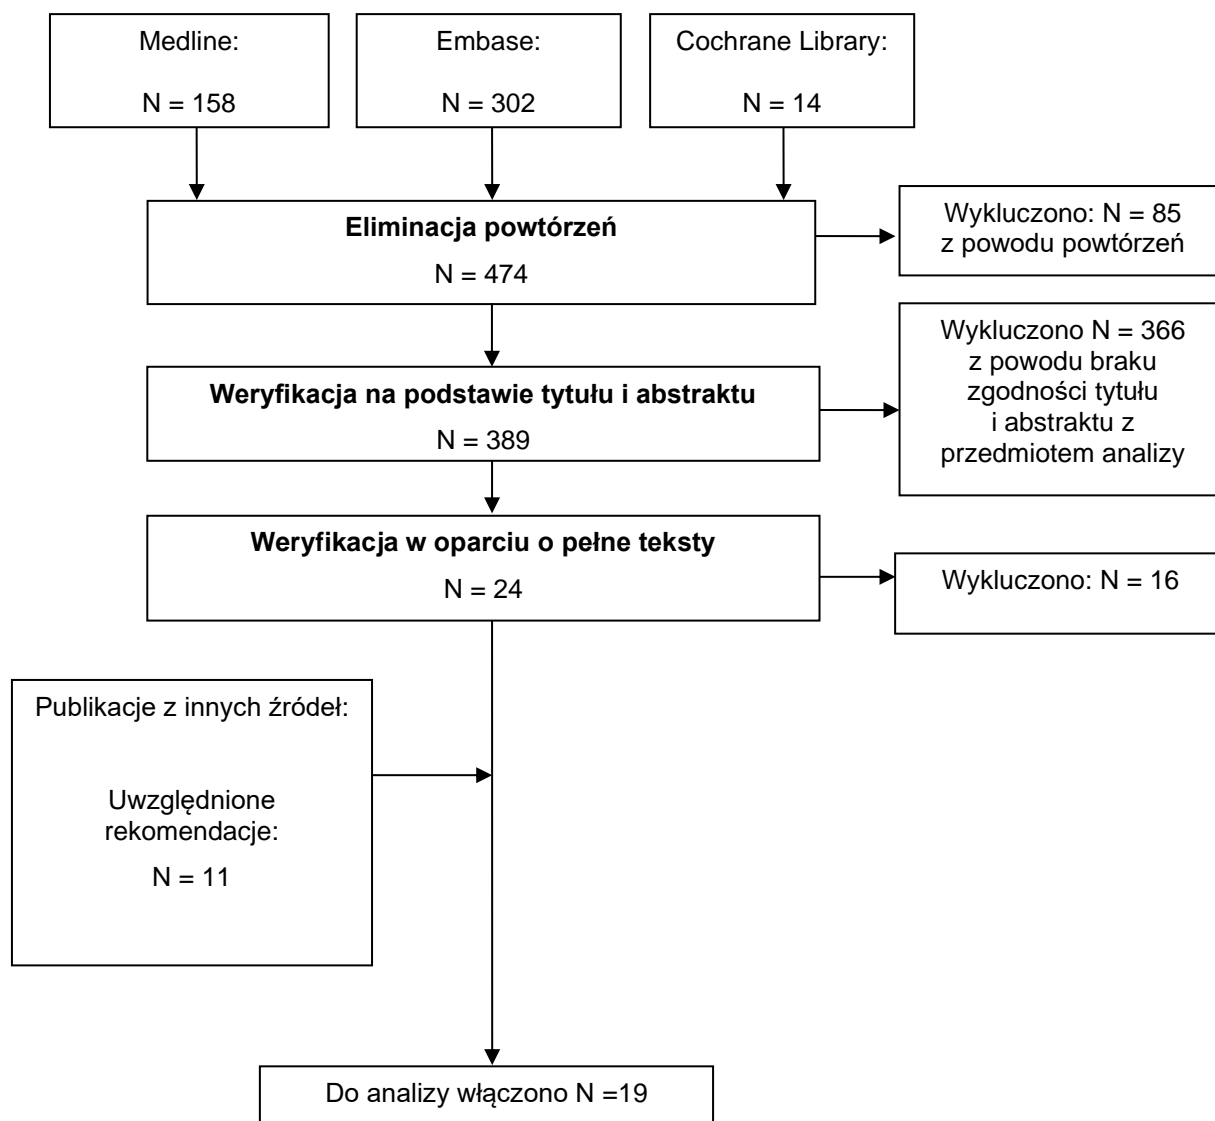 Medline:
N = 158
Embase:
N = 302
Cochrane Library:
N = 14
Eliminacja powtórzeń
N = 474
Wykluczono: N = 85
z powodu powtórzeń
Weryfikacja na podstawie tytułu i abstraktu
N = 389
Wykluczono N = 366
z powodu braku
zgodności tytułu
i abstraktu z
przedmiotem analizy
Weryfikacja w oparciu o pełne teksty
N = 24
Wykluczono: N = 16
Publikacje z innych źródeł:
Uwzględnione
rekomendacje:
N = 11
Do analizy włączono N =19